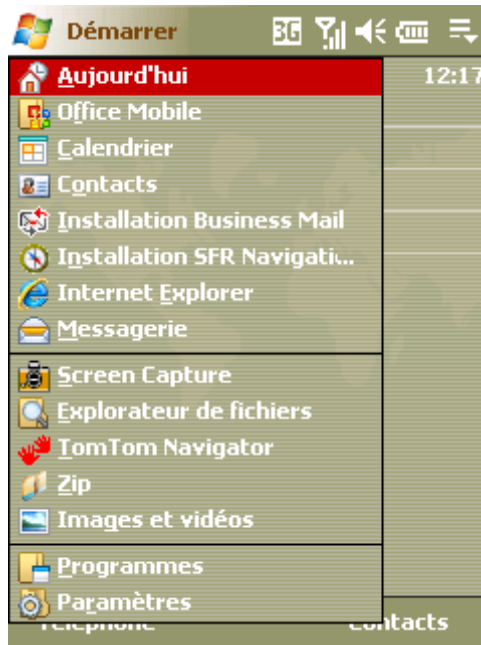 Démarrer 3G
Aujourd'hui 12:17
Office Mobile
Calendrier
Contacts
Installation Business Mail
Installation SFR Navigati...
Internet Explorer
Messagerie
Screen Capture
Explorateur de fichiers
TomTom Navigator
Zip
Images et vidéos
Programmes
Paramètres
Téléphone Contacts